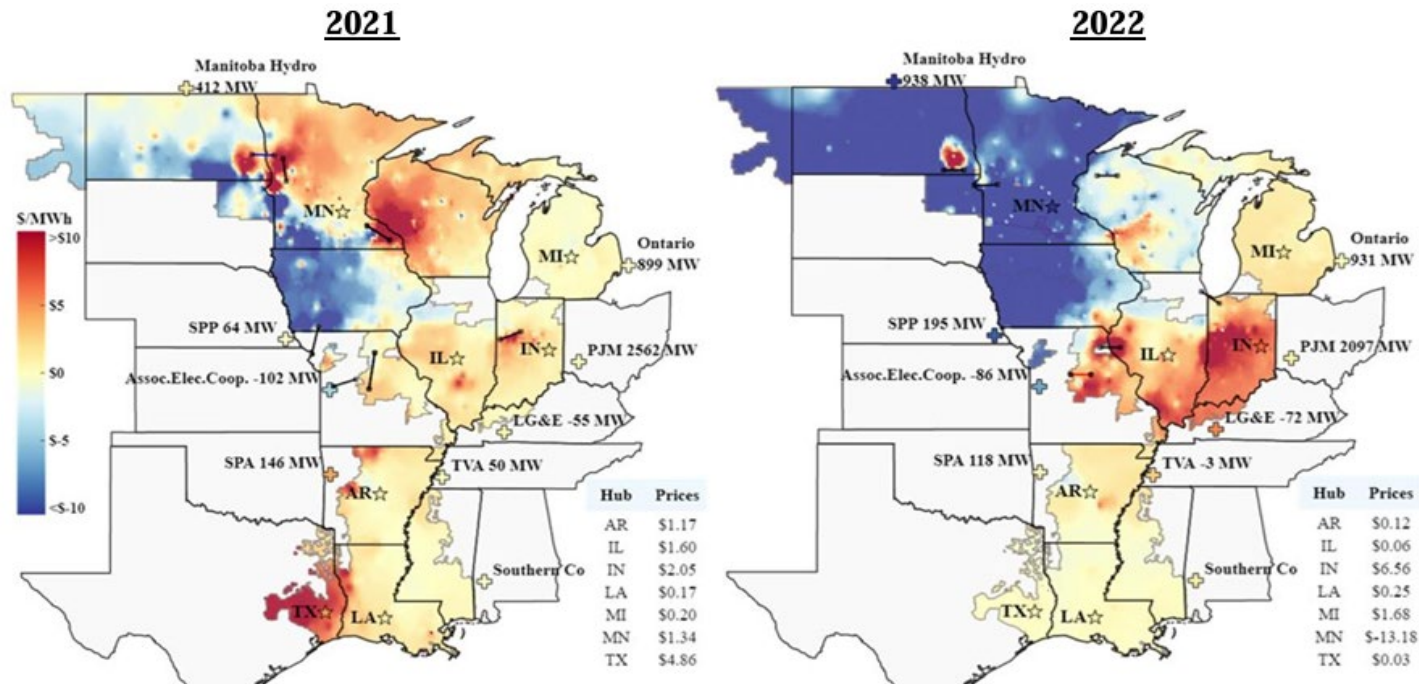 2021
Manitoba Hydro
412 MW
MN
$/MWh
>$10
$5
$0
$-5
<$-10
MI
Ontario
899 MW
SPP 64 MW
IL
IN
PJM 2562 MW
Assoc.Elec.Coop. -102 MW
LG&E -55 MW
SPA 146 MW
TVA 50 MW
AR
Southern Co
TX
LA
Hub Prices
AR $1.17
IL $1.60
IN $2.05
LA $0.17
MI $0.20
MN $1.34
TX $4.86
2022
Manitoba Hydro
938 MW
MN
MI
Ontario
931 MW
SPP 195 MW
IL
IN
PJM 2097 MW
Assoc.Elec.Coop. -86 MW
LG&E -72 MW
SPA 118 MW
TVA -3 MW
AR
Southern Co
TX
LA
Hub Prices
AR $0.12
IL $0.06
IN $6.56
LA $0.25
MI $1.68
MN $-13.18
TX $0.03